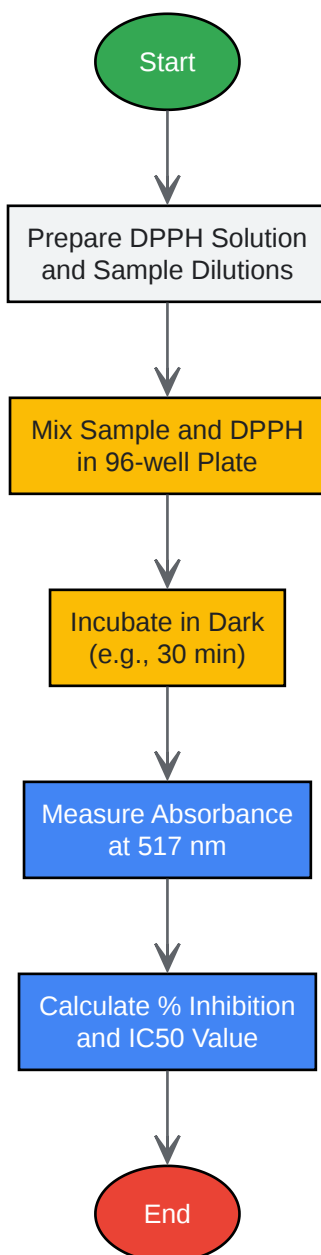 Start
Prepare DPPH Solution
and Sample Dilutions
Mix Sample and DPPH
in 96-well Plate
Incubate in Dark
(e.g., 30 min)
Measure Absorbance
at 517 nm
Calculate % Inhibition
and IC50 Value
End